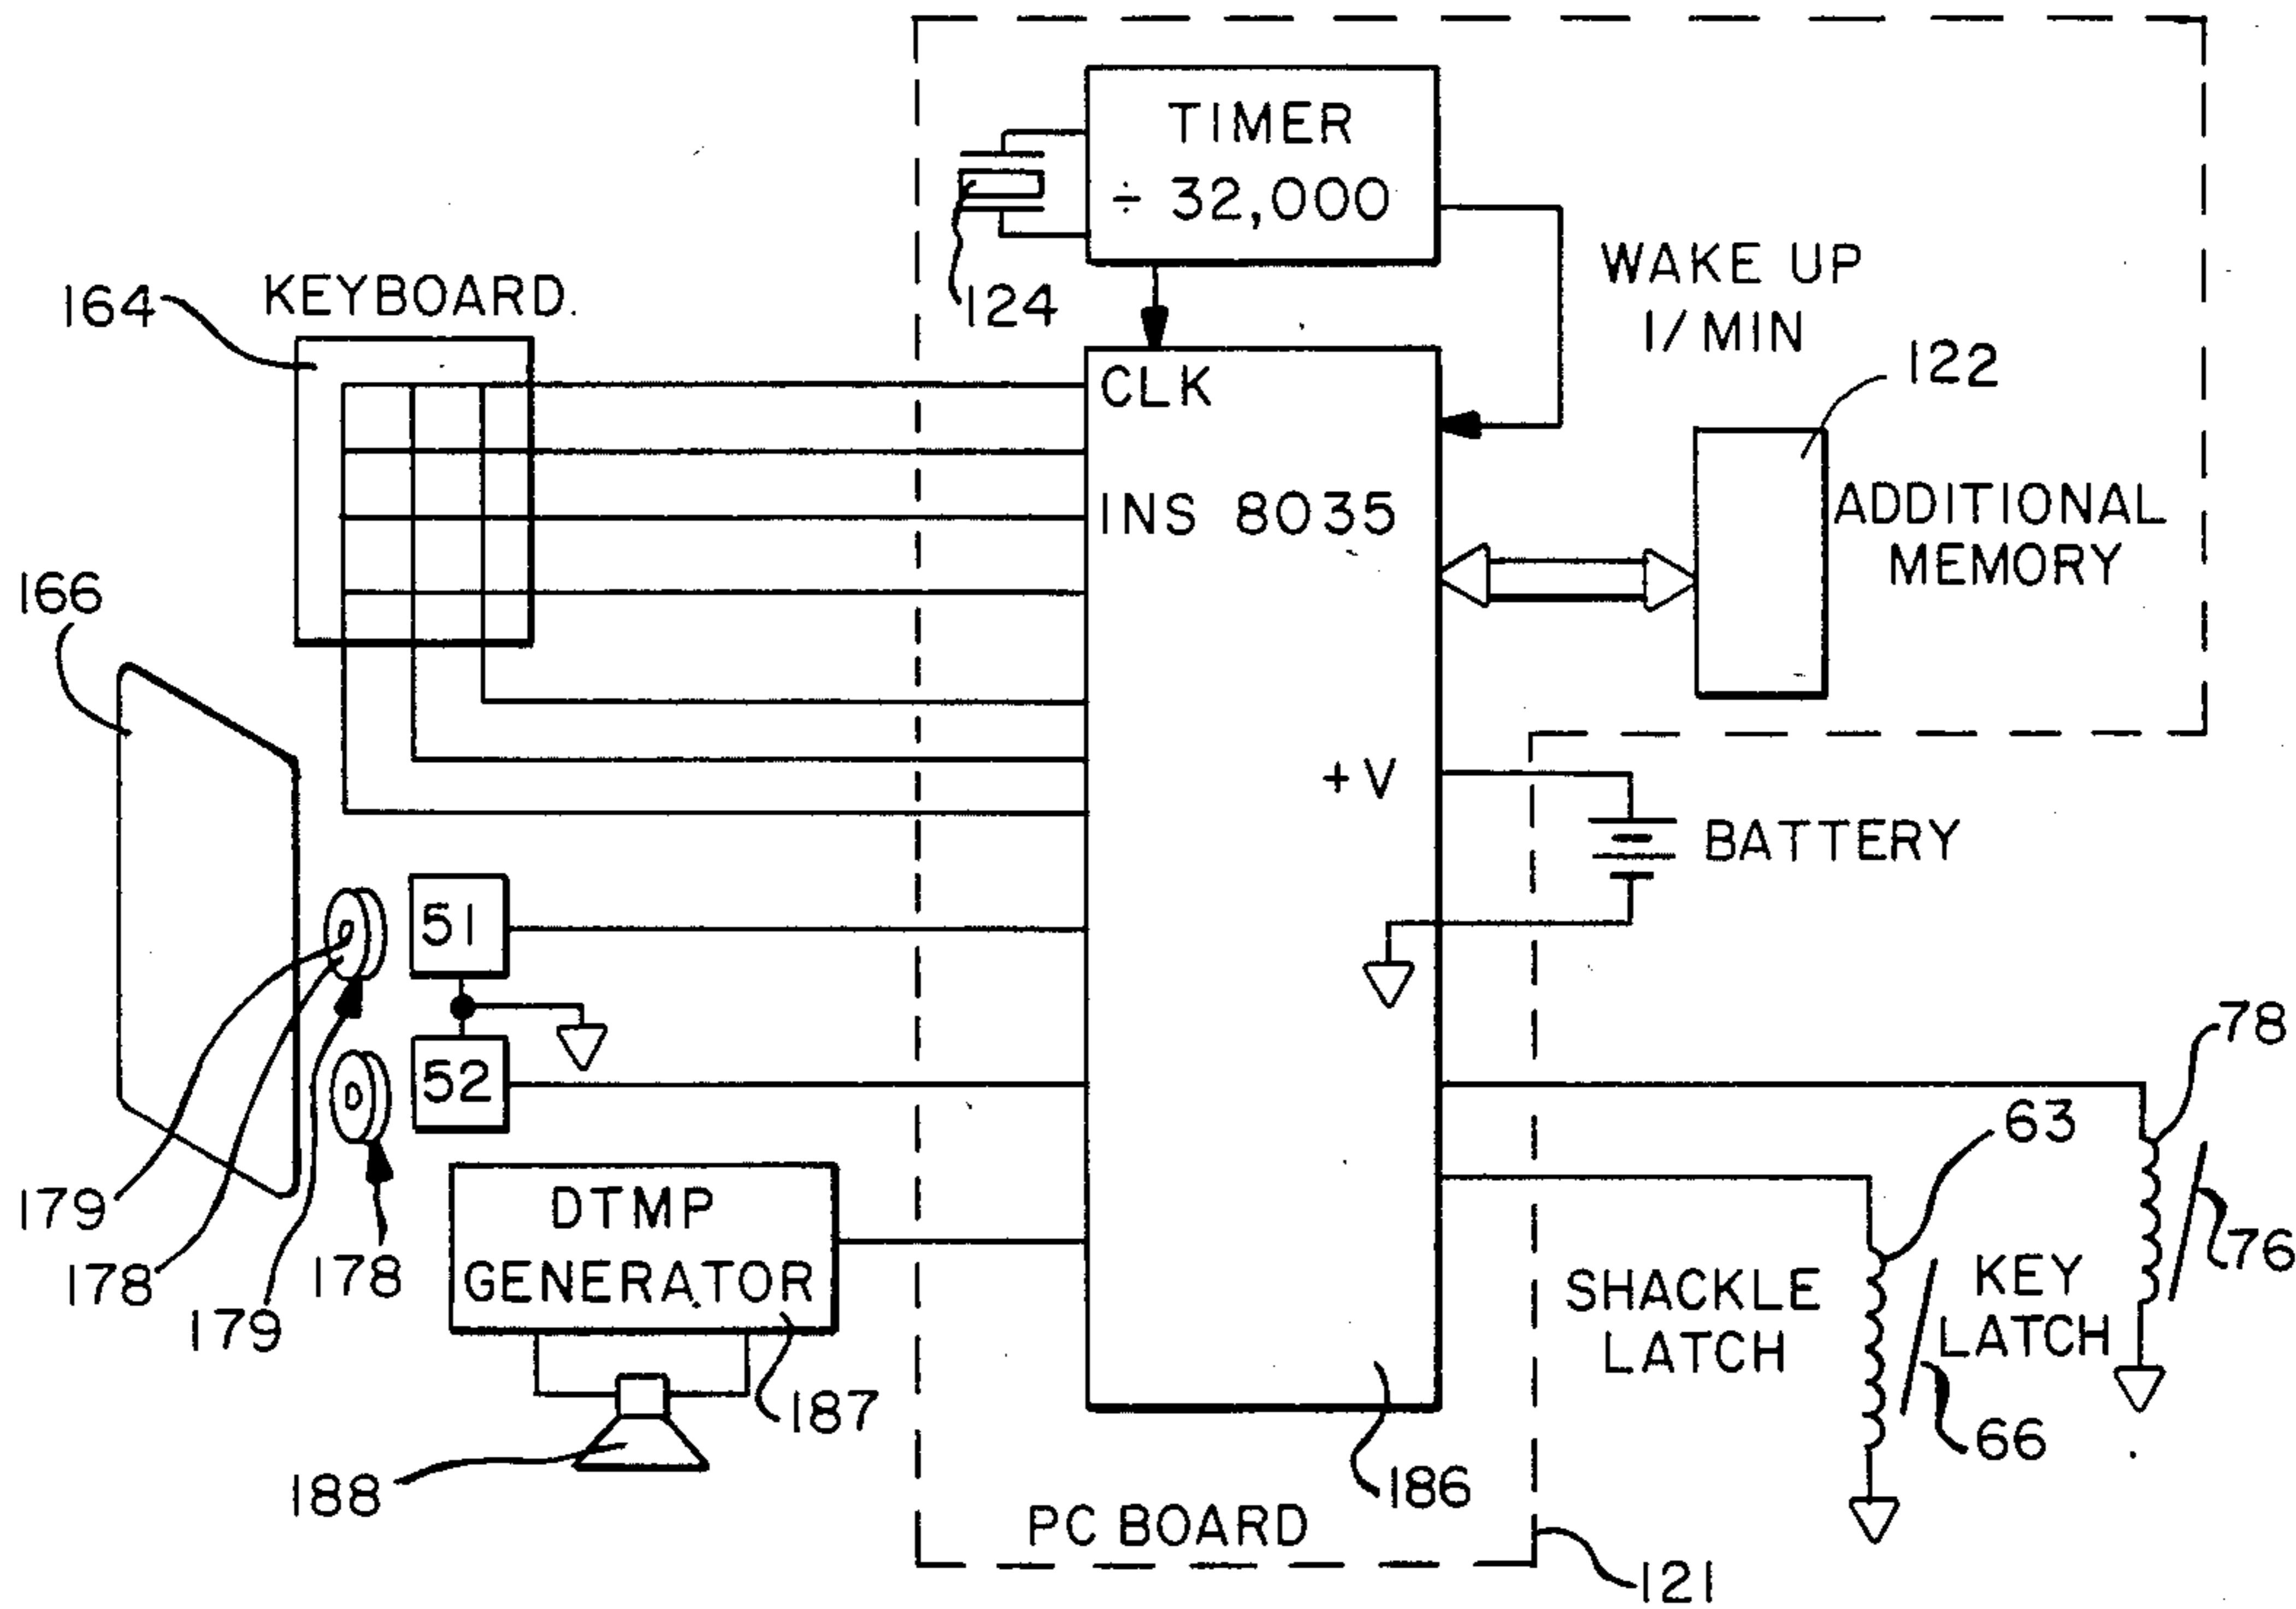 TIMER
÷ 32,000
124
WAKE UP
1/MIN
164
KEYBOARD.
CLK
122
INS 8035
ADDITIONAL
MEMORY
166
+V
BATTERY
51
52
78
63
179
178
179
178
DTMP
GENERATOR
187
188
76
SHACKLE
LATCH
KEY
LATCH
66
186
PC BOARD
121